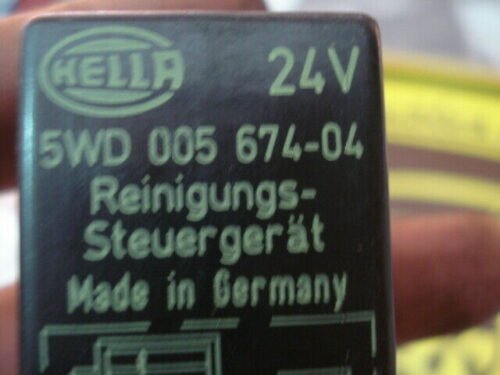 HELLA 24V
5WD 005 674-04
Reinigungs-
Steuergerät
Made in Germany